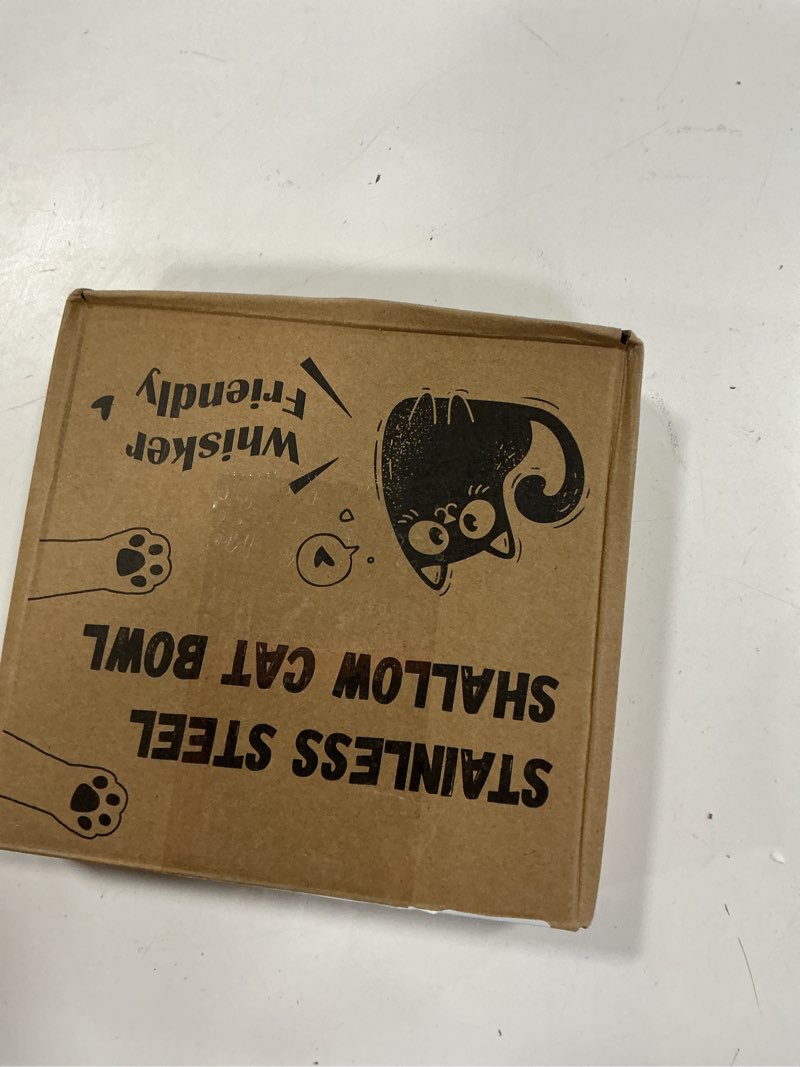 STAINLESS STEEL
SHALLOW CAT BOWL
Whisker
Friendly